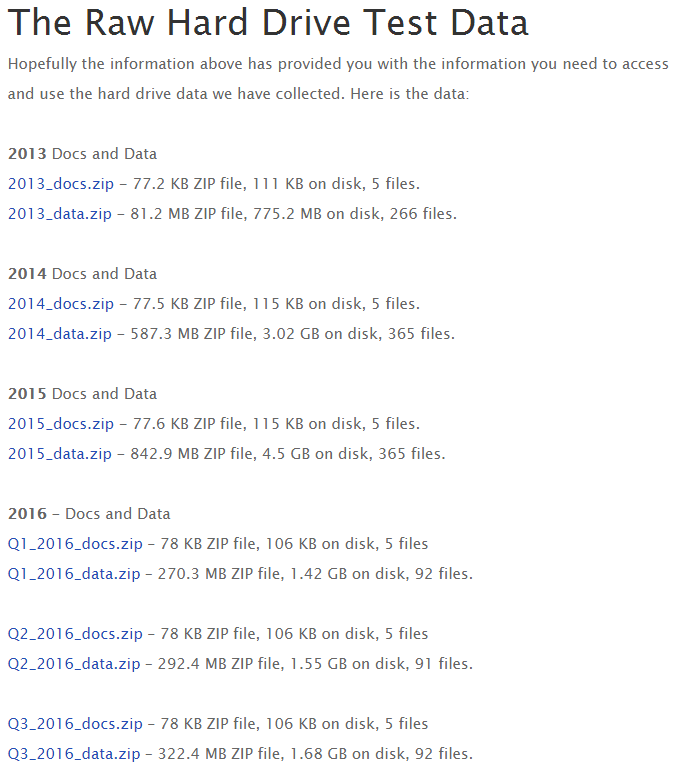 The Raw Hard Drive Test Data
Hopefully the information above has provided you with the information you need to access
and use the hard drive data we have collected. Here is the data:
2013 Docs and Data
2013_docs.zip – 77.2 KB ZIP file, 111 KB on disk, 5 files.
2013_data.zip – 81.2 MB ZIP file, 775.2 MB on disk, 266 files.
2014 Docs and Data
2014_docs.zip – 77.5 KB ZIP file, 115 KB on disk, 5 files.
2014_data.zip – 587.3 MB ZIP file, 3.02 GB on disk, 365 files.
2015 Docs and Data
2015_docs.zip – 77.6 KB ZIP file, 115 KB on disk, 5 files.
2015_data.zip – 842.9 MB ZIP file, 4.5 GB on disk, 365 files.
2016 – Docs and Data
Q1_2016_docs.zip – 78 KB ZIP file, 106 KB on disk, 5 files
Q1_2016_data.zip – 270.3 MB ZIP file, 1.42 GB on disk, 92 files.
Q2_2016_docs.zip – 78 KB ZIP file, 106 KB on disk, 5 files
Q2_2016_data.zip – 292.4 MB ZIP file, 1.55 GB on disk, 91 files.
Q3_2016_docs.zip – 78 KB ZIP file, 106 KB on disk, 5 files
Q3_2016_data.zip – 322.4 MB ZIP file, 1.68 GB on disk, 92 files.